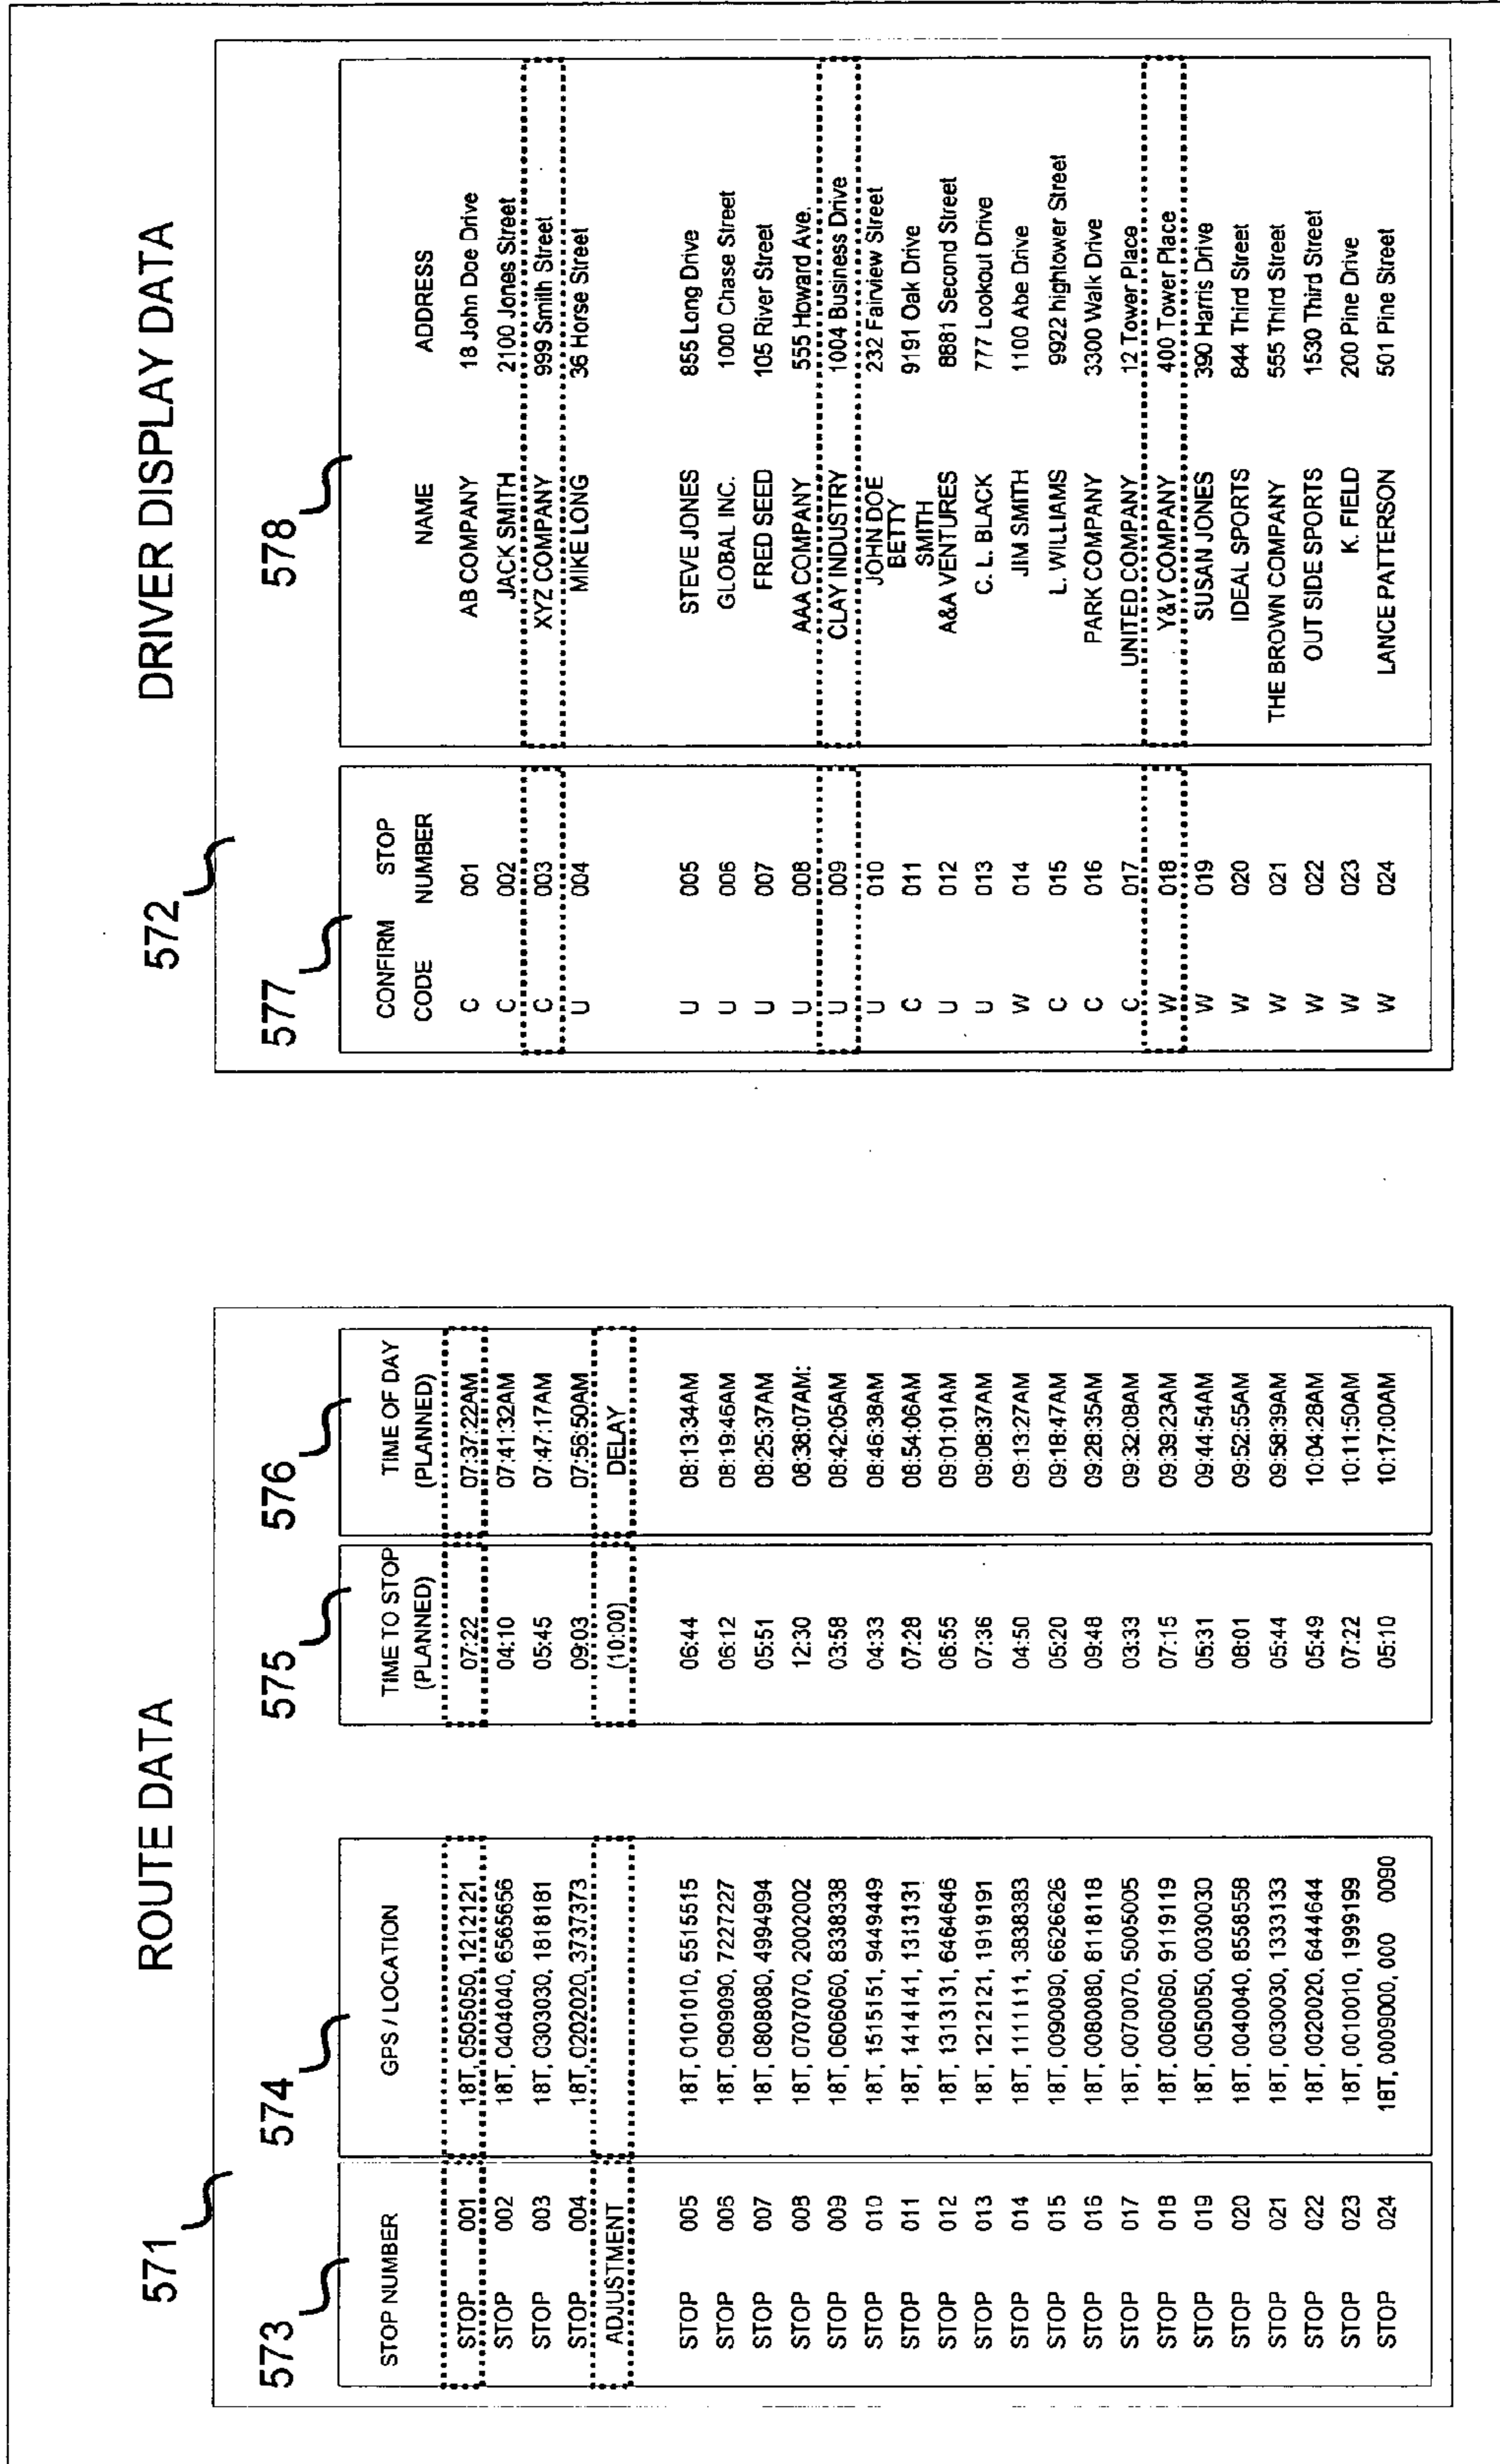 ROUTE DATA
571
573
574
575
576
STOP NUMBER
GPS / LOCATION
TIME TO STOP (PLANNED)
TIME OF DAY (PLANNED)
STOP 001 18T, 0505050, 1212121 07:22 07:37:22AM
STOP 002 18T, 0404040, 6565656 04:10 07:41:32AM
STOP 003 18T, 0303030, 1818181 05:45 07:47:17AM
STOP 004 18T, 0202020, 3737373 09:03 07:56:50AM
ADJUSTMENT (10:00) DELAY
STOP 005 18T, 0101010, 5515515 06:44 08:13:34AM
STOP 006 18T, 0909090, 7227227 06:12 08:19:46AM
STOP 007 18T, 0808080, 4994994 05:51 08:25:37AM
STOP 008 18T, 0707070, 2002002 12:30 08:38:07AM:
STOP 009 18T, 0606060, 8338338 03:58 08:42:05AM
STOP 010 18T, 1515151, 9449449 04:33 08:46:38AM
STOP 011 18T, 1414141, 1313131 07:28 08:54:06AM
STOP 012 18T, 1313131, 6464646 06:55 09:01:01AM
STOP 013 18T, 1212121, 1919191 07:36 09:08:37AM
STOP 014 18T, 1111111, 3838383 04:50 09:13:27AM
STOP 015 18T, 0090090, 6626626 05:20 09:18:47AM
STOP 016 18T, 0080080, 8118118 09:48 09:28:35AM
STOP 017 18T, 0070070, 5005005 03:33 09:32:08AM
STOP 018 18T, 0060060, 9119119 07:15 09:39:23AM
STOP 019 18T, 0050050, 0030030 05:31 09:44:54AM
STOP 020 18T, 0040040, 8558558 08:01 09:52:55AM
STOP 021 18T, 0030030, 1333133 05:44 09:58:39AM
STOP 022 18T, 0020020, 6444644 05:49 10:04:28AM
STOP 023 18T, 0010010, 1999199 07:22 10:11:50AM
STOP 024 18T, 0009000, 000 0090 05:10 10:17:00AM
DRIVER DISPLAY DATA
572
577
578
CONFIRM CODE
STOP NUMBER
NAME
ADDRESS
C 001 AB COMPANY 18 John Doe Drive
C 002 JACK SMITH 2100 Jones Street
C 003 XYZ COMPANY 999 Smith Street
U 004 MIKE LONG 36 Horse Street
U 005 STEVE JONES 855 Long Drive
U 006 GLOBAL INC. 1000 Chase Street
U 007 FRED SEED 105 River Street
U 008 AAA COMPANY 555 Howard Ave.
U 009 CLAY INDUSTRY 1004 Business Drive
U 010 JOHN DOE 232 Fairview Street
C 011 BETTY SMITH 9191 Oak Drive
U 012 A&A VENTURES 8881 Second Street
U 013 C. L. BLACK 777 Lookout Drive
W 014 JIM SMITH 1100 Abe Drive
C 015 L. WILLIAMS 9922 hightower Street
C 016 PARK COMPANY 3300 Walk Drive
C 017 UNITED COMPANY 12 Tower Place
W 018 Y&Y COMPANY 400 Tower Place
W 019 SUSAN JONES 390 Harris Drive
W 020 IDEAL SPORTS 844 Third Street
W 021 THE BROWN COMPANY 555 Third Street
W 022 OUT SIDE SPORTS 1530 Third Street
W 023 K. FIELD 200 Pine Drive
W 024 LANCE PATTERSON 501 Pine Street